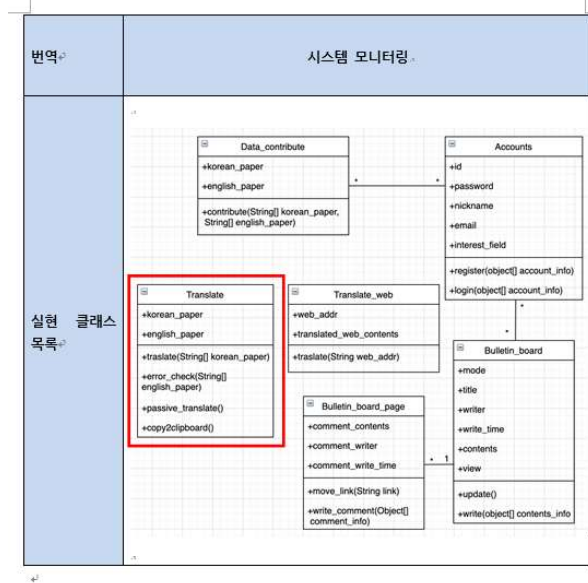 번역
시스템 모니터링
실현 클래스
목록
Data_contribute
+korean_paper
+english_paper
+contribute(String[] korean_paper,
String[] english_paper)
Accounts
+id
+password
+nickname
+email
+interest_field
+register(object[] account_info)
+login(object[] account_info)
* *
Translate
+korean_paper
+english_paper
+traslate(String[] korean_paper)
+error_check(String[]
english_paper)
+passive_translate()
+copy2clipboard()
Translate_web
+web_addr
+translated_web_contents
+traslate(String web_addr)
*
*
Bulletin_board
+mode
+title
+writer
+write_time
+contents
+view
+update()
+write(object[] contents_info
Bulletin_board_page
+comment_contents
+comment_writer
+comment_write_time
+move_link(String link)
+write_comment(Object[]
comment_info)
* 1